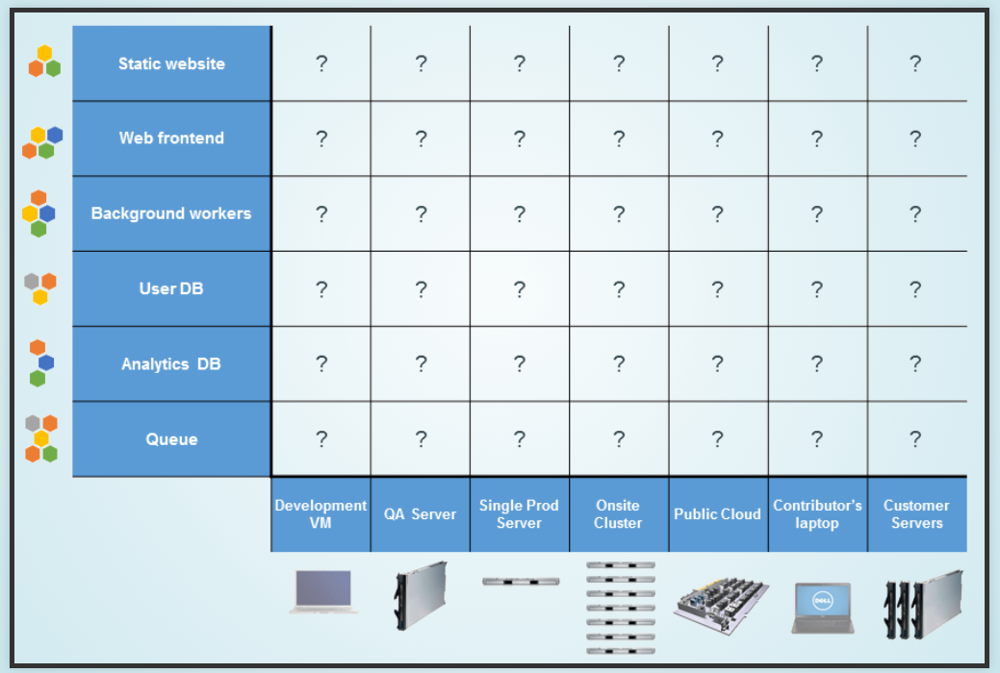 Static website ? ? ? ? ? ? ?
Web frontend ? ? ? ? ? ? ?
Background workers ? ? ? ? ? ? ?
User DB ? ? ? ? ? ? ?
Analytics DB ? ? ? ? ? ? ?
Queue ? ? ? ? ? ? ?
Development
VM
QA Server
Single Prod
Server
Onsite
Cluster
Public Cloud
Contributor's
laptop
Customer
Servers
DELL